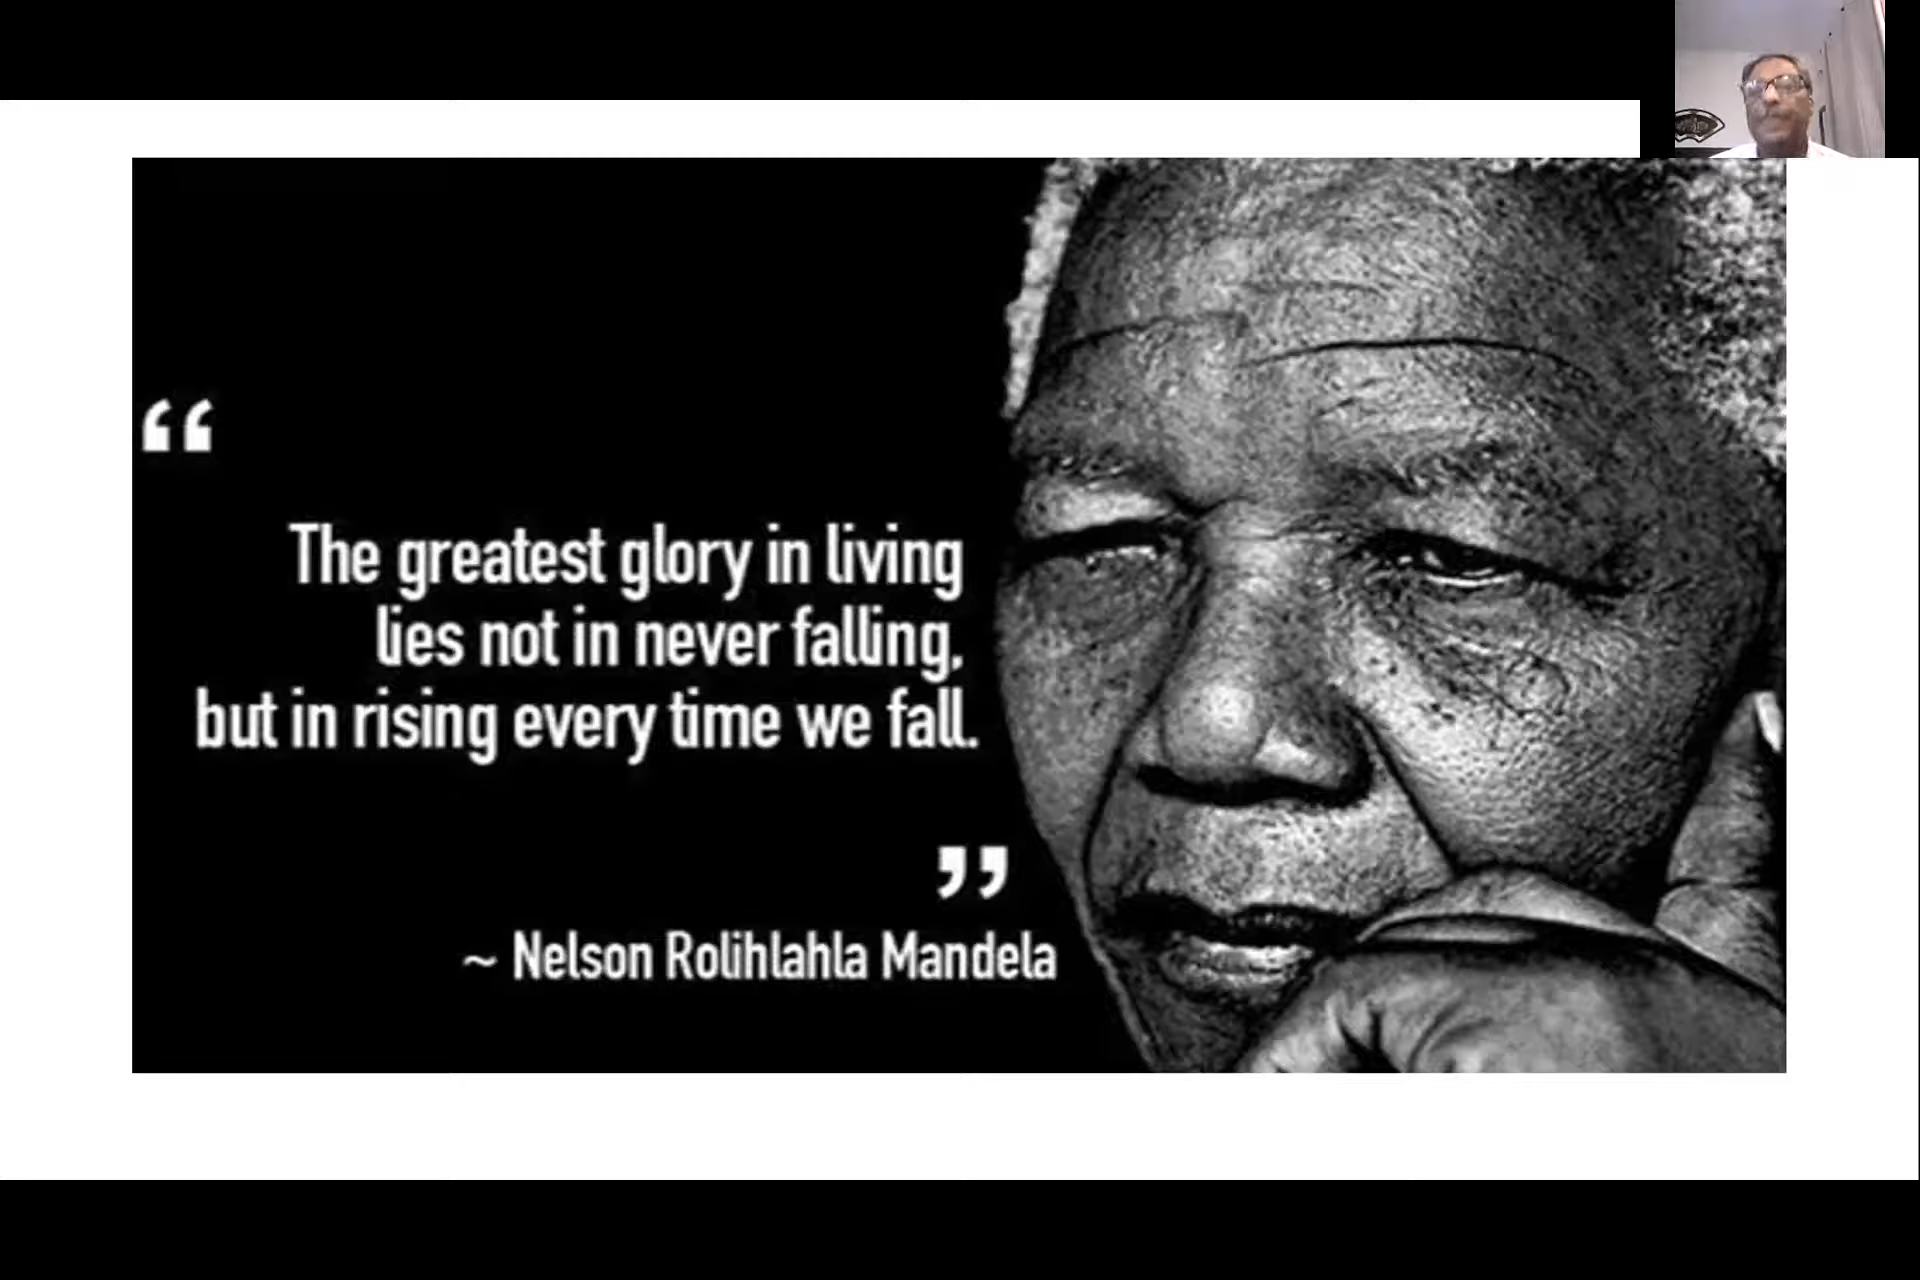 “
The greatest glory in living
lies not in never falling,
but in rising every time we fall.
”
~ Nelson Rolihlahla Mandela